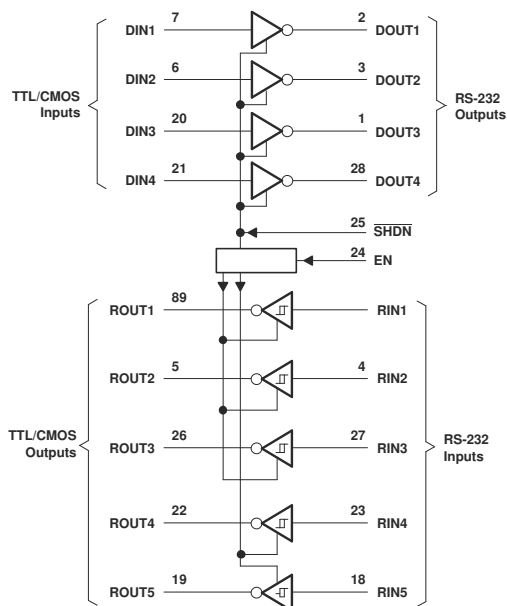 DIN1 7 2 DOUT1
DIN2 6 3 DOUT2
TTL/CMOS Inputs
RS-232 Outputs
DIN3 20 1 DOUT3
DIN4 21 28 DOUT4
25 SHDN
24 EN
ROUT1 89 RIN1
ROUT2 5 4 RIN2
TTL/CMOS Outputs
ROUT3 26 27 RIN3
RS-232 Inputs
ROUT4 22 23 RIN4
ROUT5 19 18 RIN5